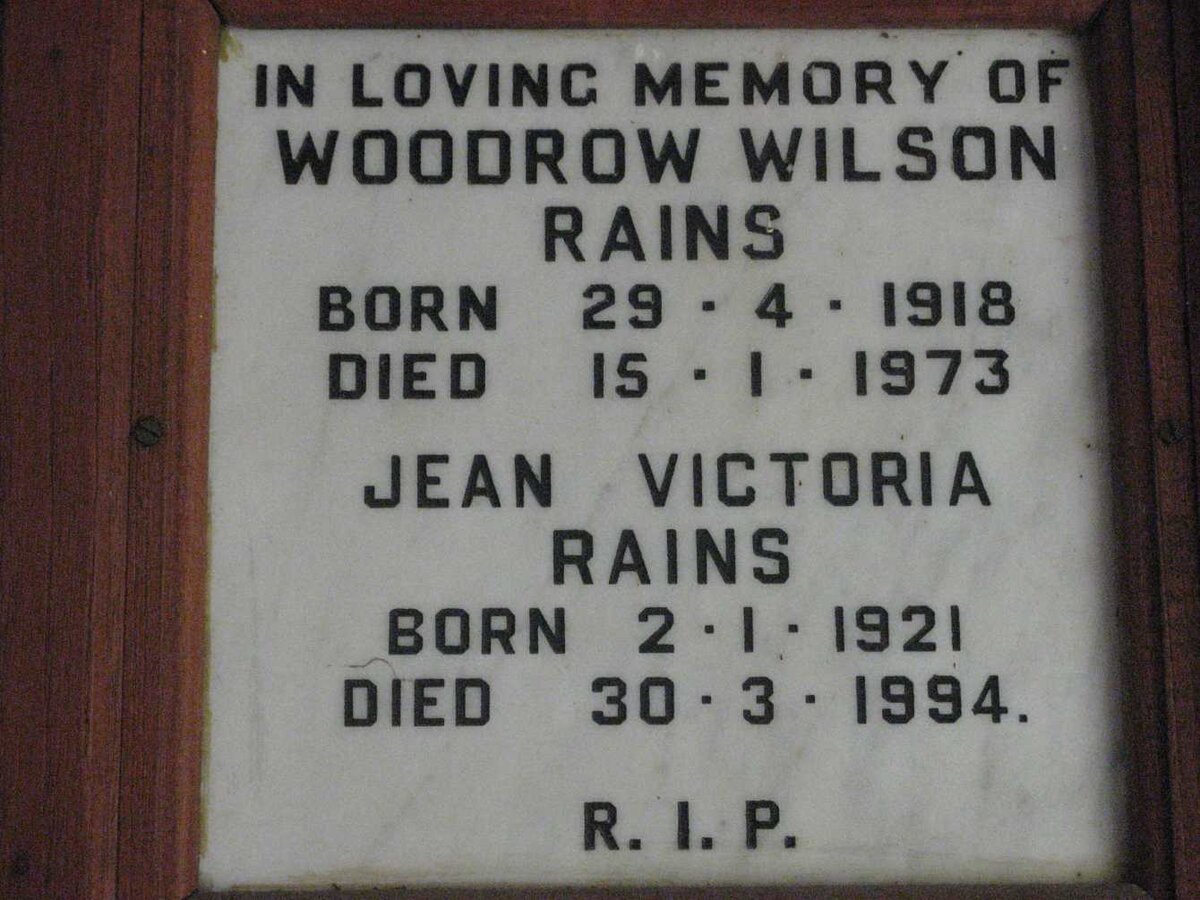 IN LOVING MEMORY OF
WOODROW WILSON
RAINS
BORN 29 · 4 · 1918
DIED 15 · 1 · 1973
JEAN VICTORIA
RAINS
BORN 2 · 1 · 1921
DIED 30 · 3 · 1994.
R. I. P.